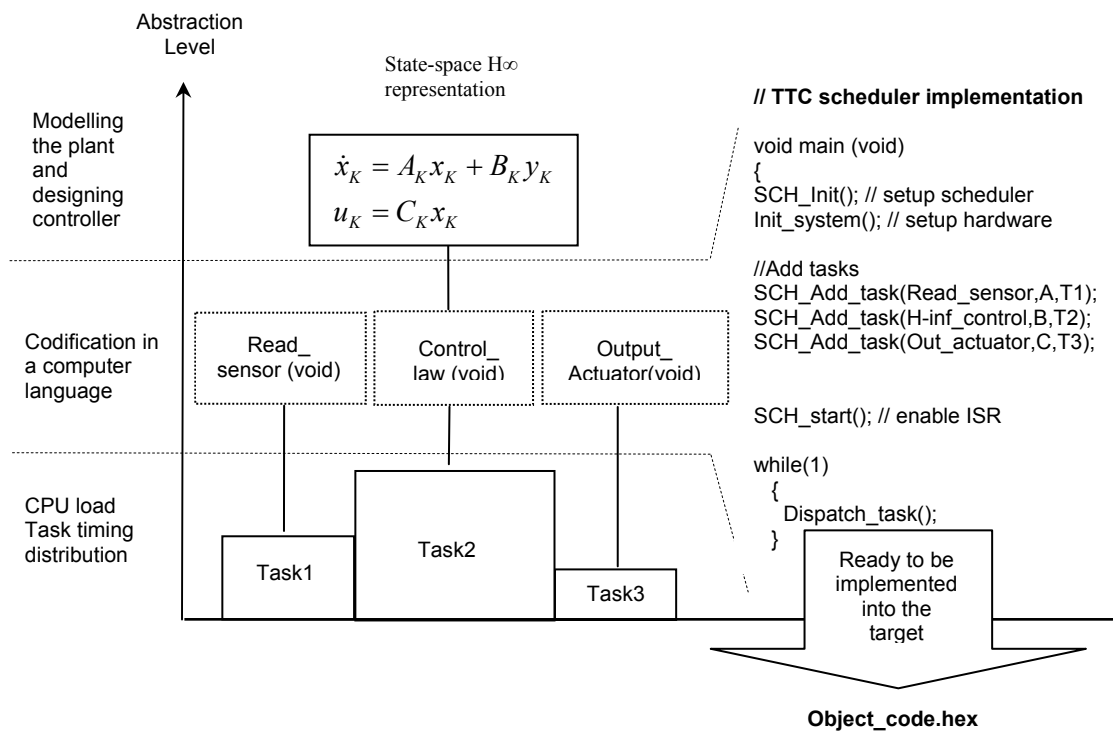 Abstraction
Level
State-space H∞
representation
Modelling
the plant
and
designing
controller
ẋ_K = A_K x_K + B_K y_K
u_K = C_K x_K
Codification in
a computer
language
Read_
sensor (void)
Control_
law (void)
Output_
Actuator(void)
CPU load
Task timing
distribution
Task1
Task2
Task3
// TTC scheduler implementation
void main (void)
{
SCH_Init(); // setup scheduler
Init_system(); // setup hardware
//Add tasks
SCH_Add_task(Read_sensor,A,T1);
SCH_Add_task(H-inf_control,B,T2);
SCH_Add_task(Out_actuator,C,T3);
SCH_start(); // enable ISR
while(1)
{
Dispatch_task();
}
Ready to be
implemented
into the
target
Object_code.hex